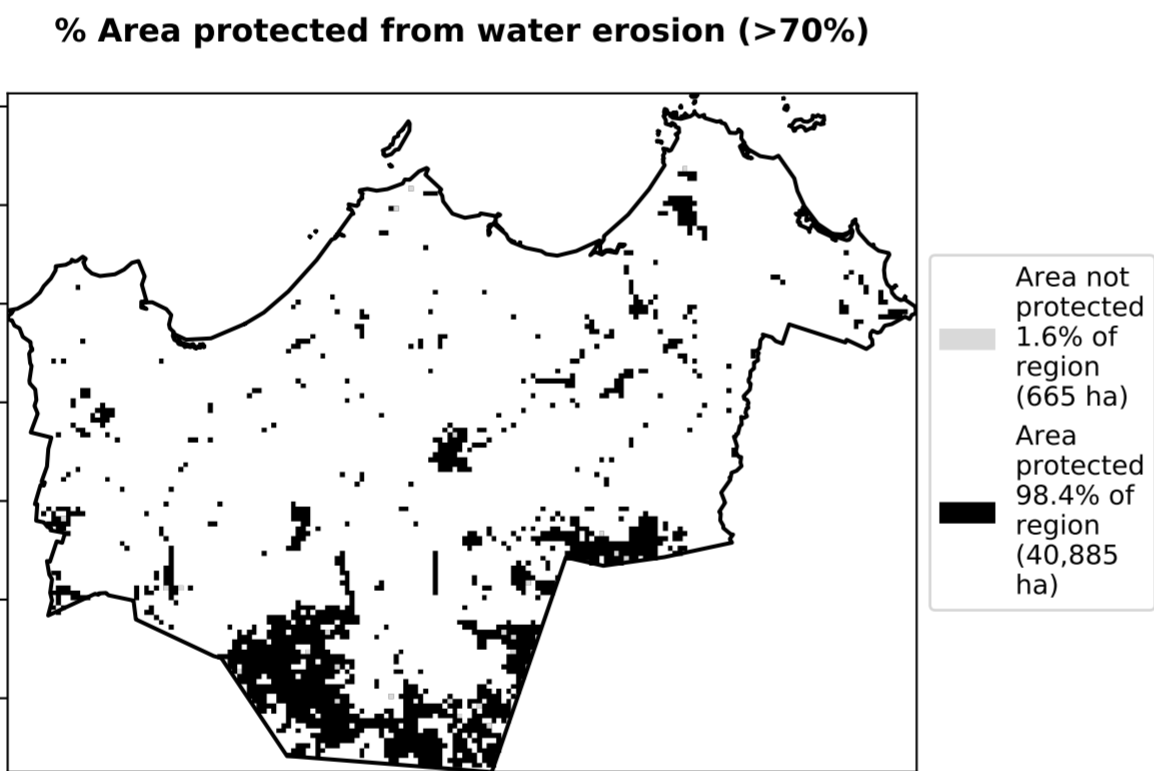 % Area protected from water erosion (>70%)
Area not
protected
1.6% of
region
(665 ha)
Area
protected
98.4% of
region
(40,885
ha)